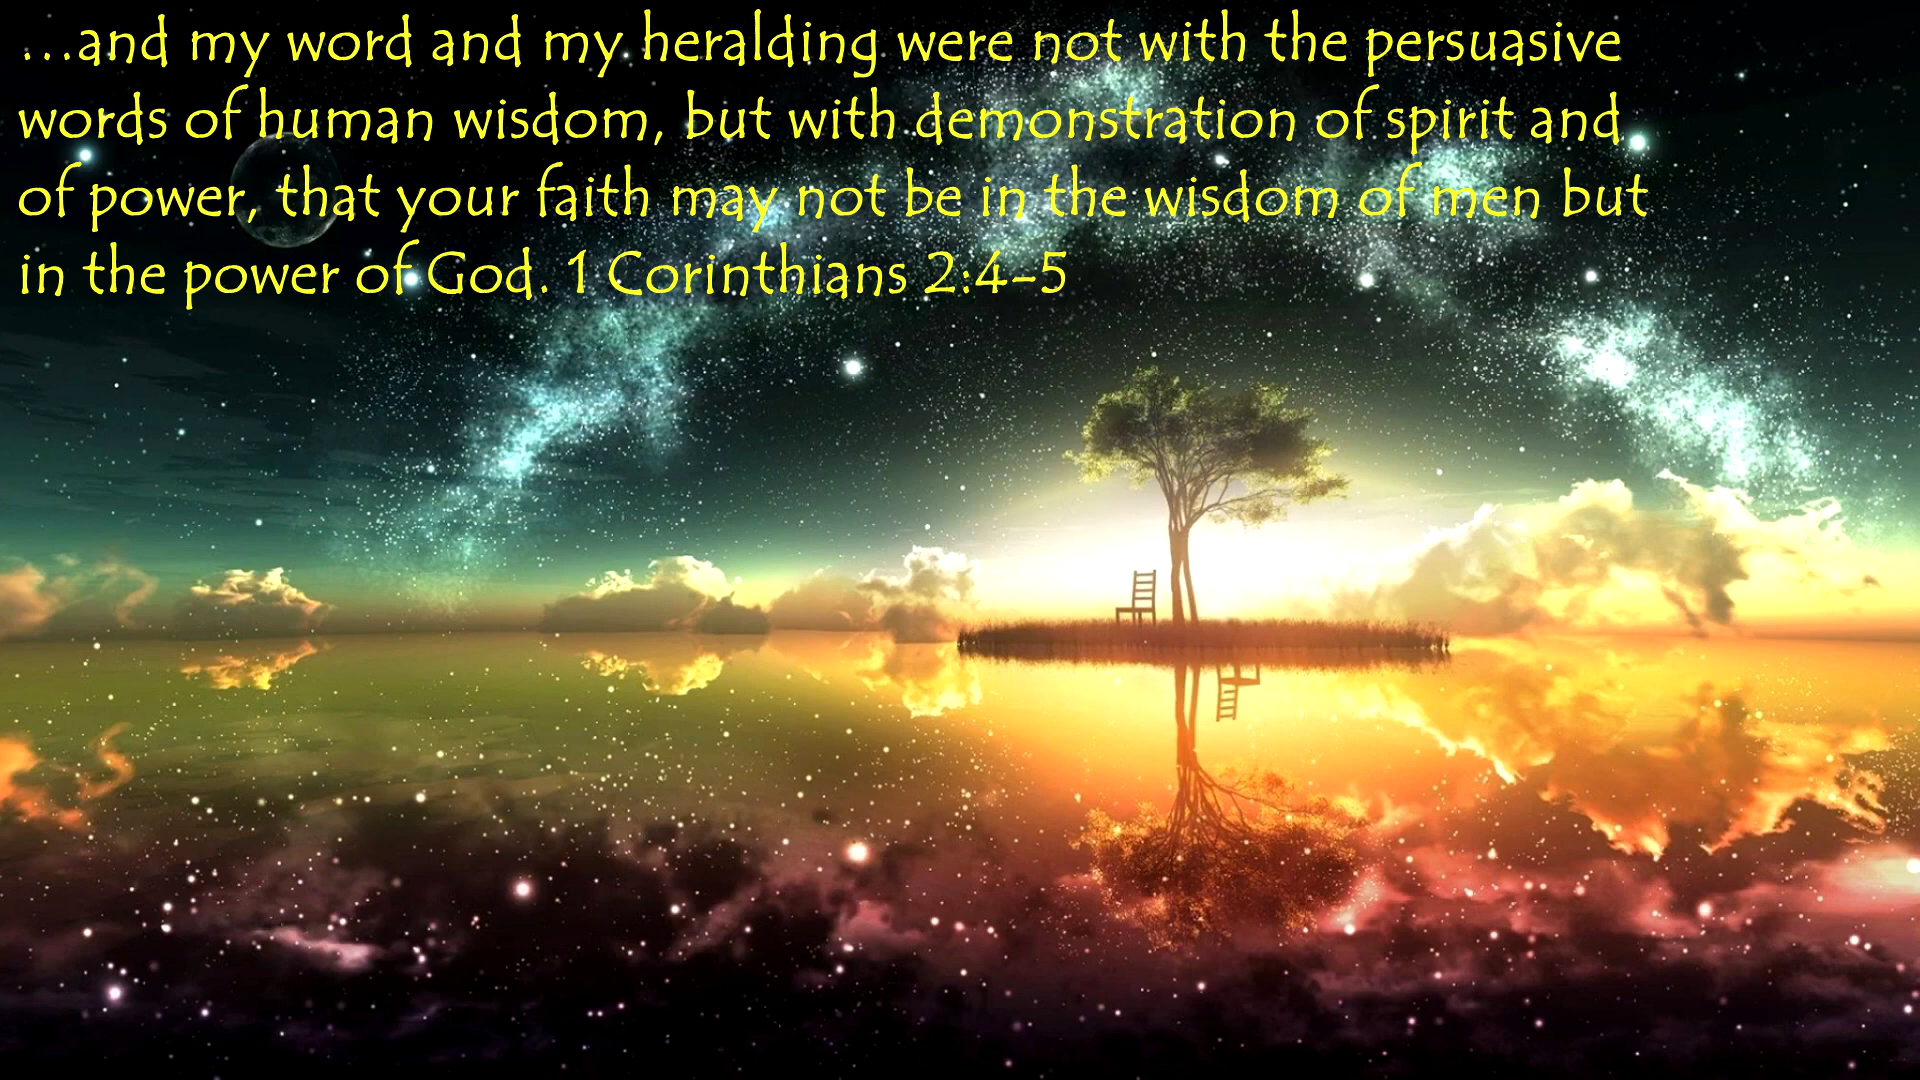 ...and my word and my heralding were not with the persuasive
words of human wisdom, but with demonstration of spirit and
of power, that your faith may not be in the wisdom of men but
in the power of God. 1 Corinthians 2:4-5